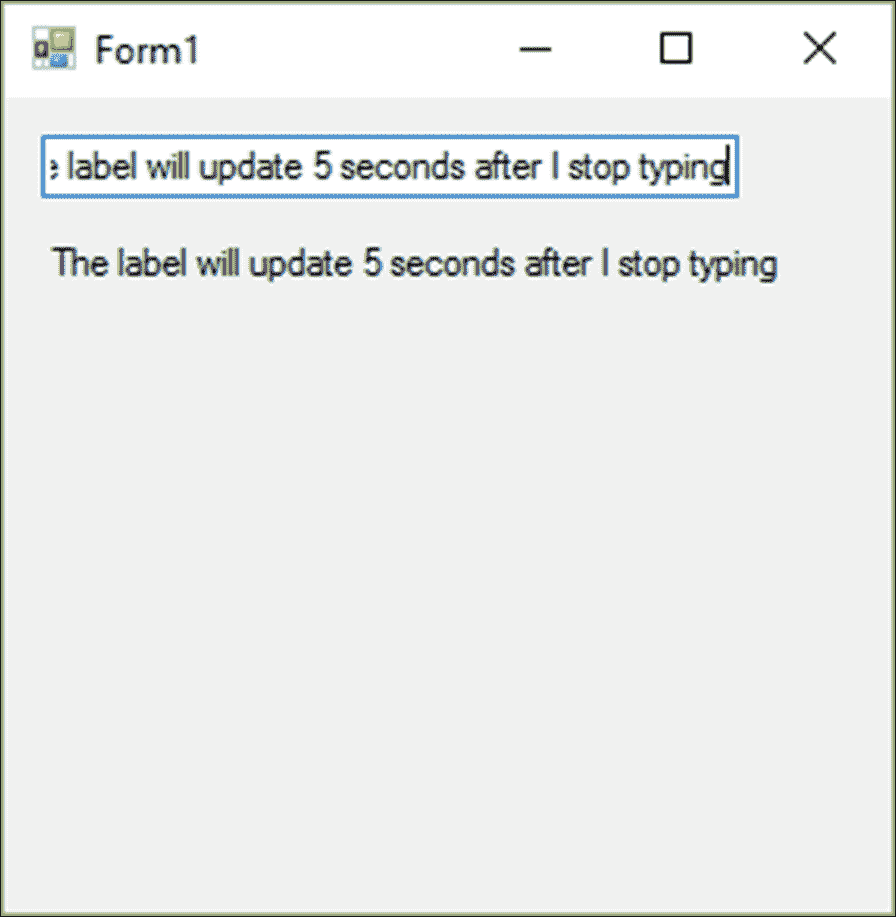 Form1
e label will update 5 seconds after I stop typing
The label will update 5 seconds after I stop typing